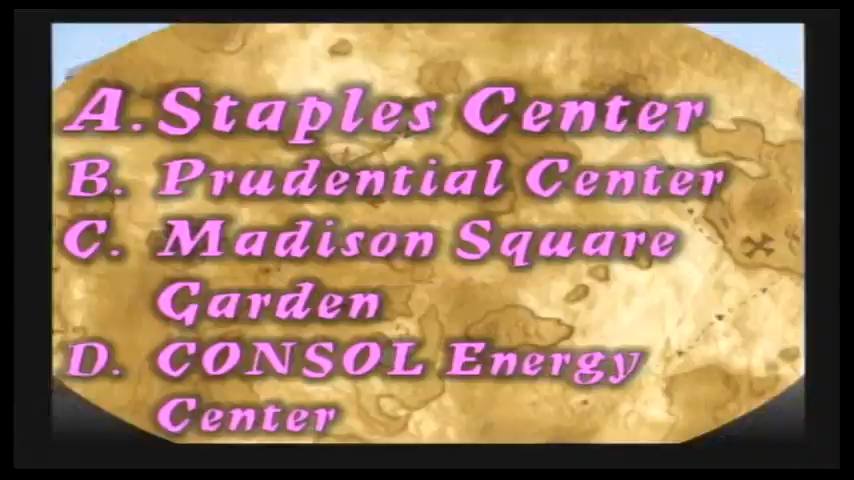 A. Staples Center
B. Prudential Center
C. Madison Square
Garden
D. CONSOL Energy
Center